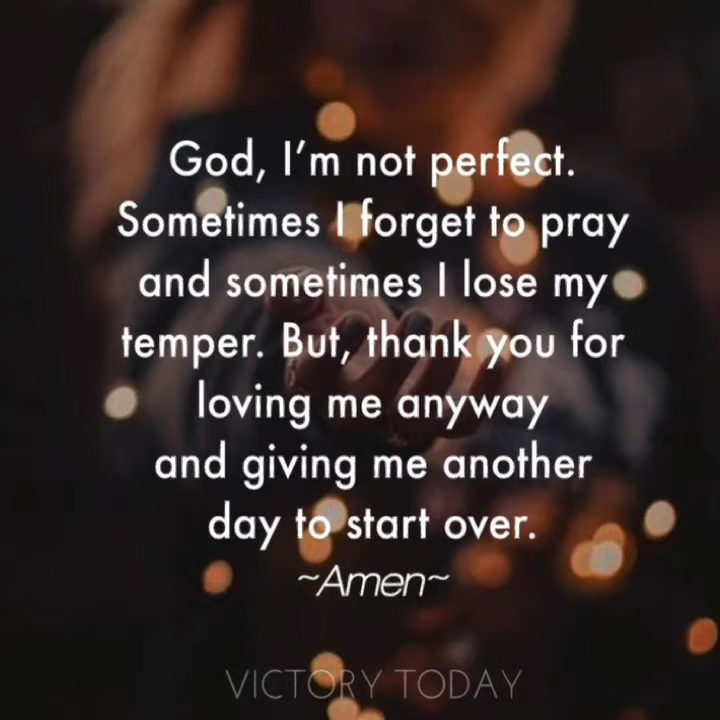 God, I’m not perfect.
Sometimes I forget to pray
and sometimes I lose my
temper. But, thank you for
loving me anyway
and giving me another
day to start over.
~Amen~
VICTORY TODAY